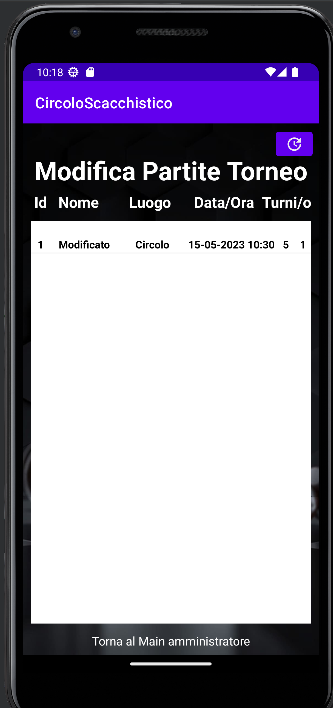 10:18
CircoloScacchistico
Modifica Partite Torneo
Id Nome Luogo Data/Ora Turni/o
1 Modificato Circolo 15-05-2023 10:30 5 1
Torna al Main amministratore